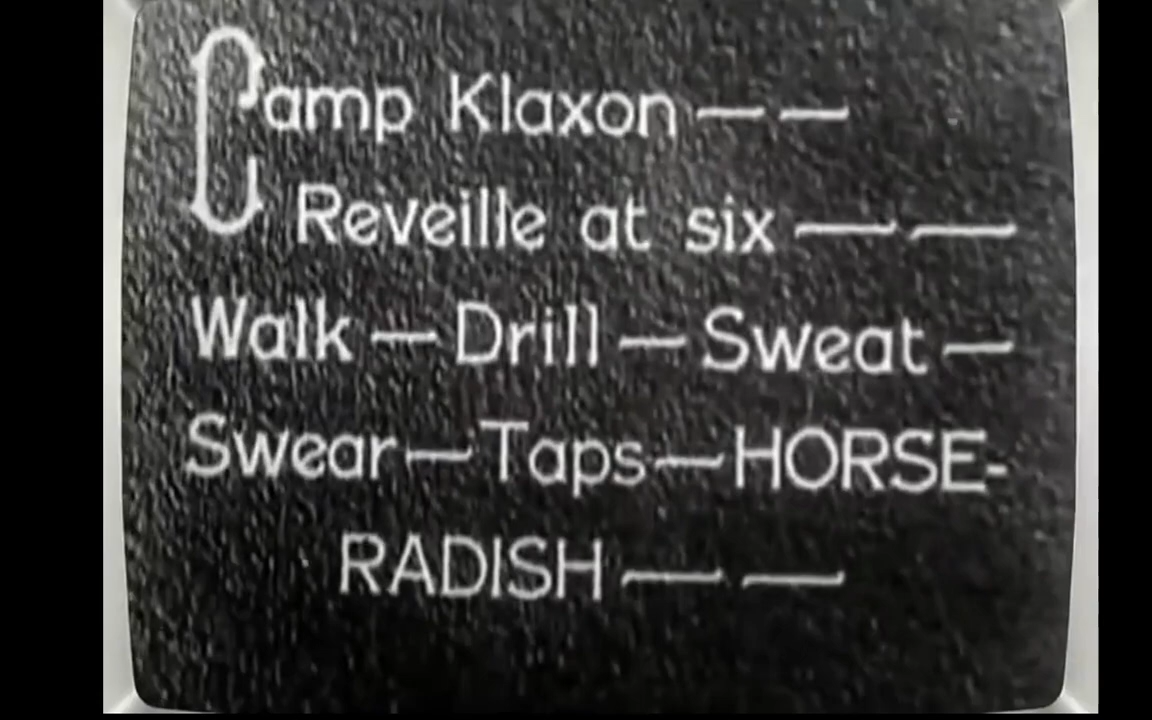 Camp Klaxon — —
Reveille at six — —
Walk — Drill — Sweat —
Swear — Taps — HORSE-
RADISH — —